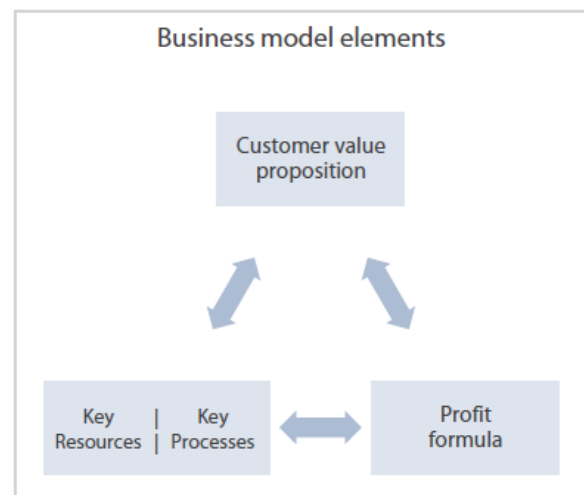 Business model elements
Customer value
proposition
Key | Key
Resources | Processes
Profit
formula